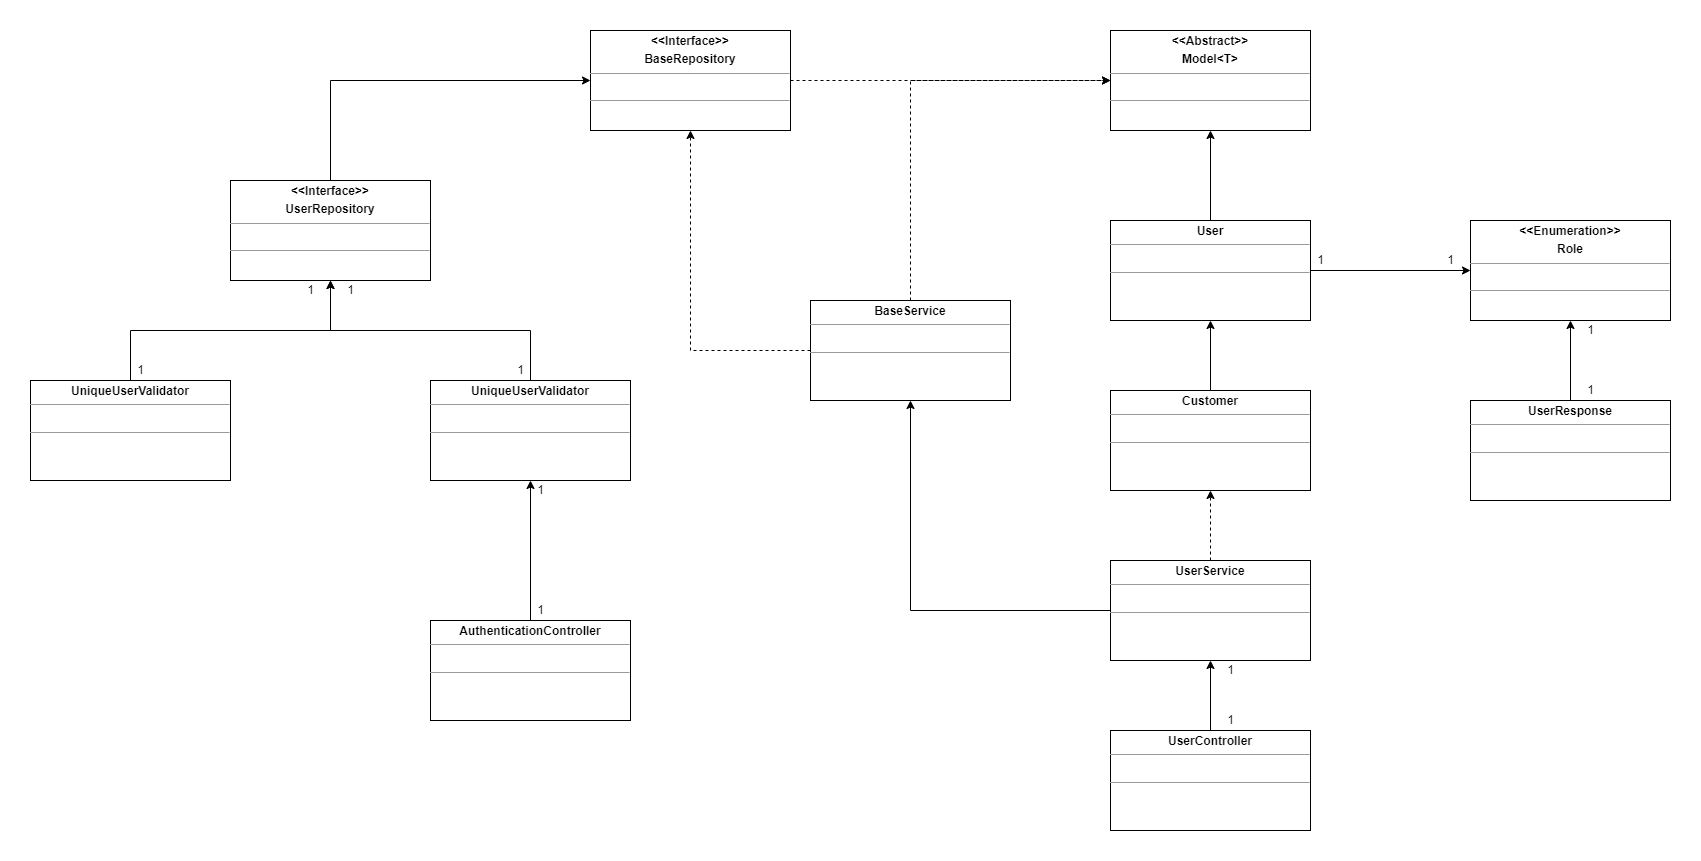 <<Interface>>
BaseRepository
<<Abstract>>
Model<T>
<<Interface>>
UserRepository
User
<<Enumeration>>
Role
1
1
1
1
BaseService
1
1
1
UniqueUserValidator
UniqueUserValidator
Customer
1
UserResponse
1
UserService
1
AuthenticationController
1
1
UserController